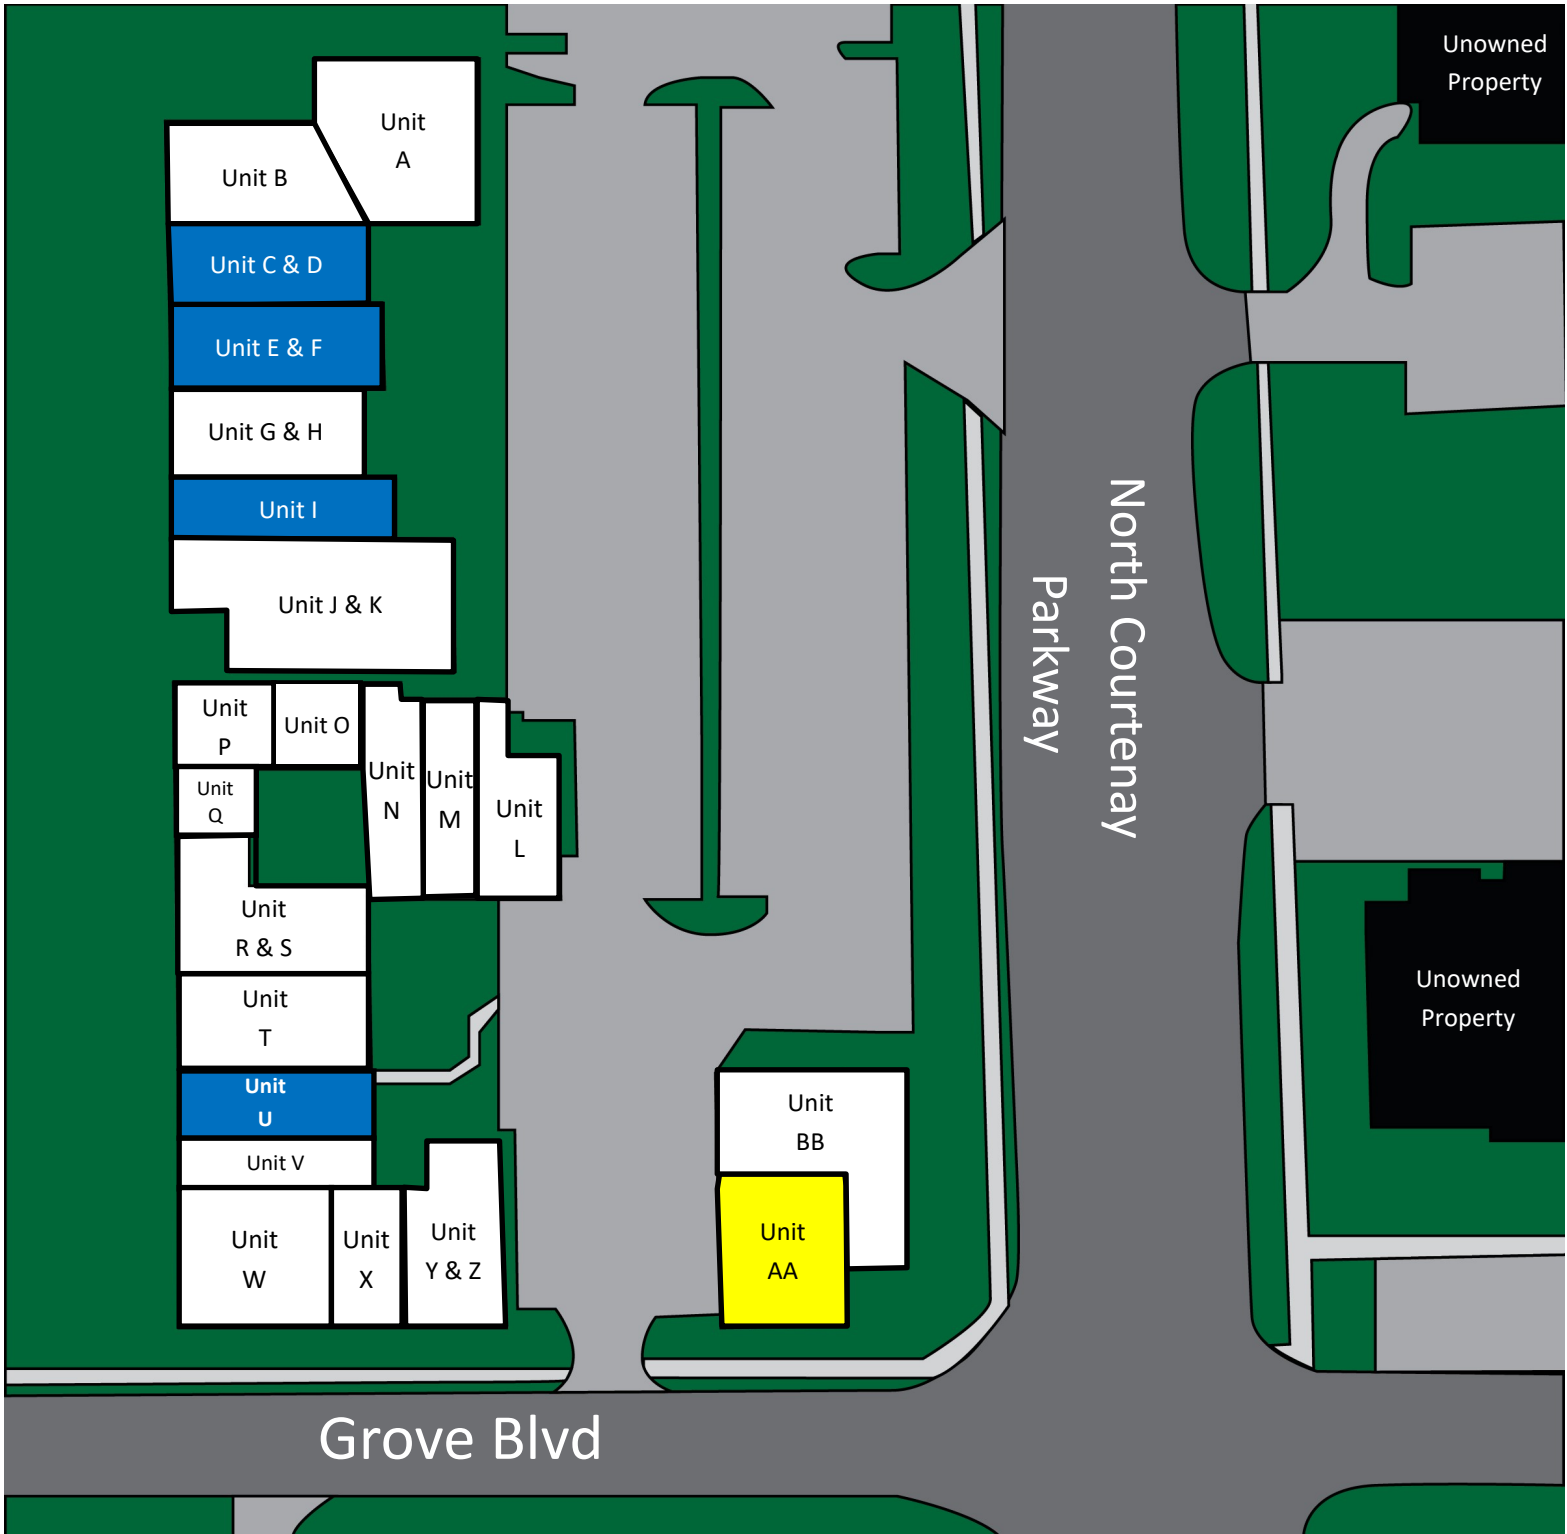 Unowned
Property
Unit
A
Unit B
Unit C & D
Unit E & F
Unit G & H
Unit I
Unit J & K
North Courtenay
Parkway
Unit
P
Unit O
Unit
N
Unit
M
Unit
L
Unit
Q
Unit
R & S
Unit
T
Unit
U
Unit V
Unit
W
Unit
X
Unit
Y & Z
Unit
BB
Unit
AA
Unowned
Property
Grove Blvd